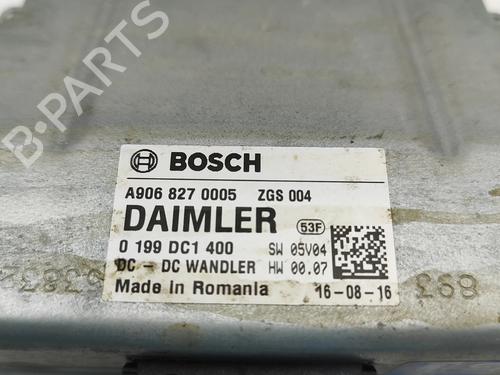 B-PARTS
BOSCH
A906 827 0005 ZGS 004
DAIMLER 53F
0 199 DC1 400 SW 05V04
DC - DC WANDLER HW 00.07
Made in Romania 16-08-16
893